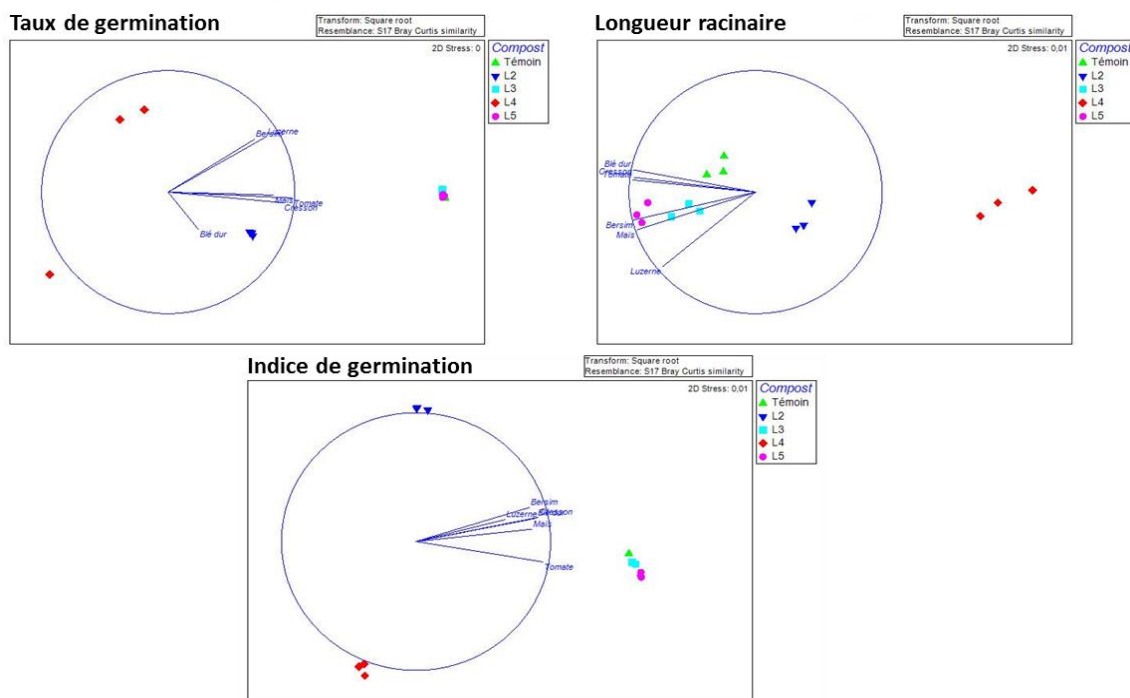 Taux de germination
Transform: Square root
Resemblance: S17 Bray Curtis similarity
2D Stress: 0
Compost
Témoin
L2
L3
L4
L5
Bersim
Luzerne
Maïs
Tomate
Cresson
Blé dur
Longueur racinaire
Transform: Square root
Resemblance: S17 Bray Curtis similarity
2D Stress: 0,01
Compost
Témoin
L2
L3
L4
L5
Blé dur
Cresson
Tomate
Bersim
Maïs
Luzerne
Indice de germination
Transform: Square root
Resemblance: S17 Bray Curtis similarity
2D Stress: 0,01
Compost
Témoin
L2
L3
L4
L5
Bersim
Luzerne
Cresson
Maïs
Tomate